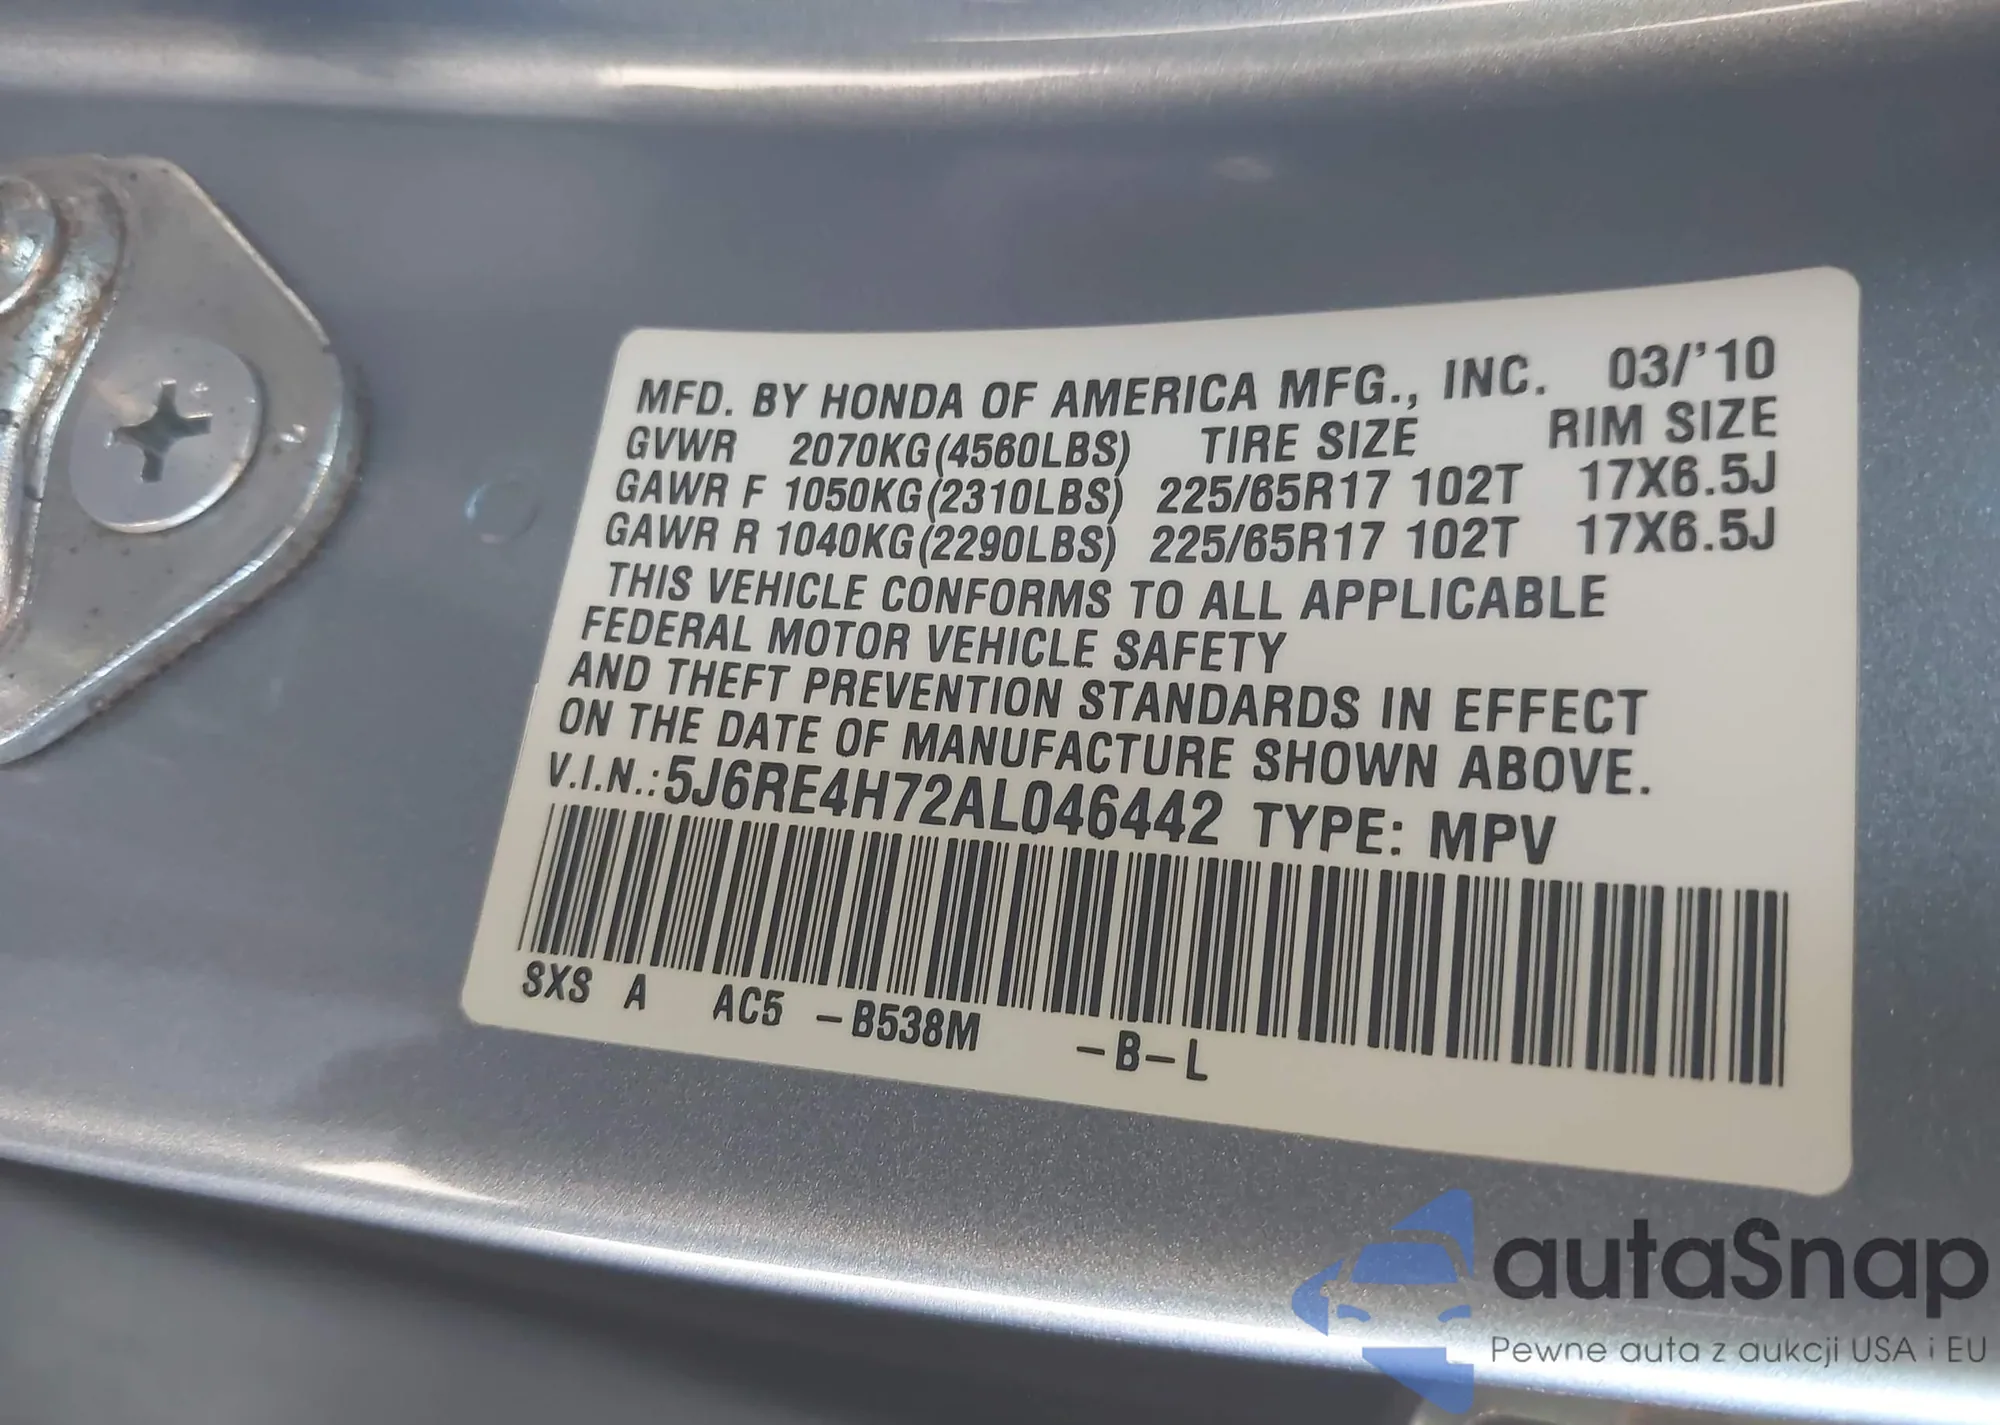 MFD. BY HONDA OF AMERICA MFG., INC. 03/'10
GVWR 2070KG(4560LBS) TIRE SIZE RIM SIZE
GAWR F 1050KG(2310LBS) 225/65R17 102T 17X6.5J
GAWR R 1040KG(2290LBS) 225/65R17 102T 17X6.5J
THIS VEHICLE CONFORMS TO ALL APPLICABLE
FEDERAL MOTOR VEHICLE SAFETY
AND THEFT PREVENTION STANDARDS IN EFFECT
ON THE DATE OF MANUFACTURE SHOWN ABOVE.
V.I.N.:5J6RE4H72AL046442 TYPE: MPV
SXS A AC5 -B538M -B-L
autaSnap
Pewne auta z aukcji USA i EU